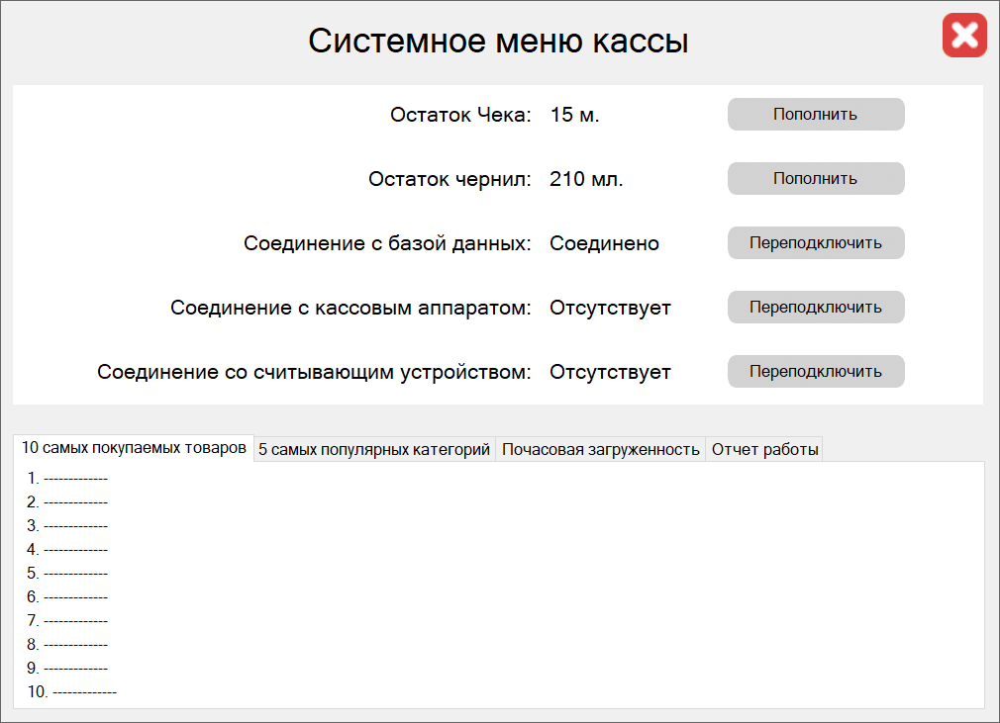 Системное меню кассы
Остаток Чека: 15 м. Пополнить
Остаток чернил: 210 мл. Пополнить
Соединение с базой данных: Соединено Переподключить
Соединение с кассовым аппаратом: Отсутствует Переподключить
Соединение со считывающим устройством: Отсутствует Переподключить
10 самых покупаемых товаров 5 самых популярных категорий Почасовая загруженность Отчет работы
1. -------------
2. -------------
3. -------------
4. -------------
5. -------------
6. -------------
7. -------------
8. -------------
9. -------------
10. -------------